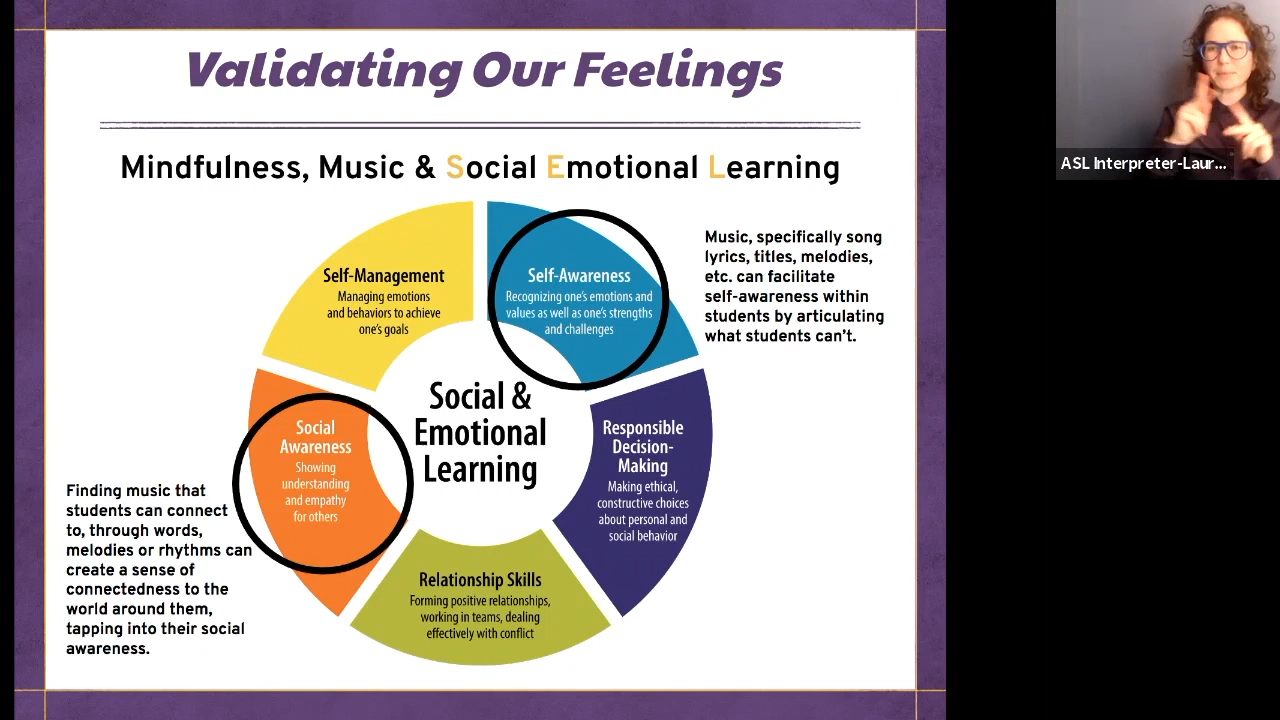 Validating Our Feelings
Mindfulness, Music & Social Emotional Learning
Self-Management
Managing emotions
and behaviors to achieve
one's goals
Self-Awareness
Recognizing one's emotions and
values as well as one's strengths
and challenges
Music, specifically song
lyrics, titles, melodies,
etc. can facilitate
self-awareness within
students by articulating
what students can't.
Social &
Emotional
Learning
Social
Awareness
Showing
understanding
and empathy
for others
Responsible
Decision-
Making
Making ethical,
constructive choices
about personal and
social behavior
Finding music that
students can connect
to, through words,
melodies or rhythms can
create a sense of
connectedness to the
world around them,
tapping into their social
awareness.
Relationship Skills
Forming positive relationships,
working in teams, dealing
effectively with conflict
ASL Interpreter-Laur...